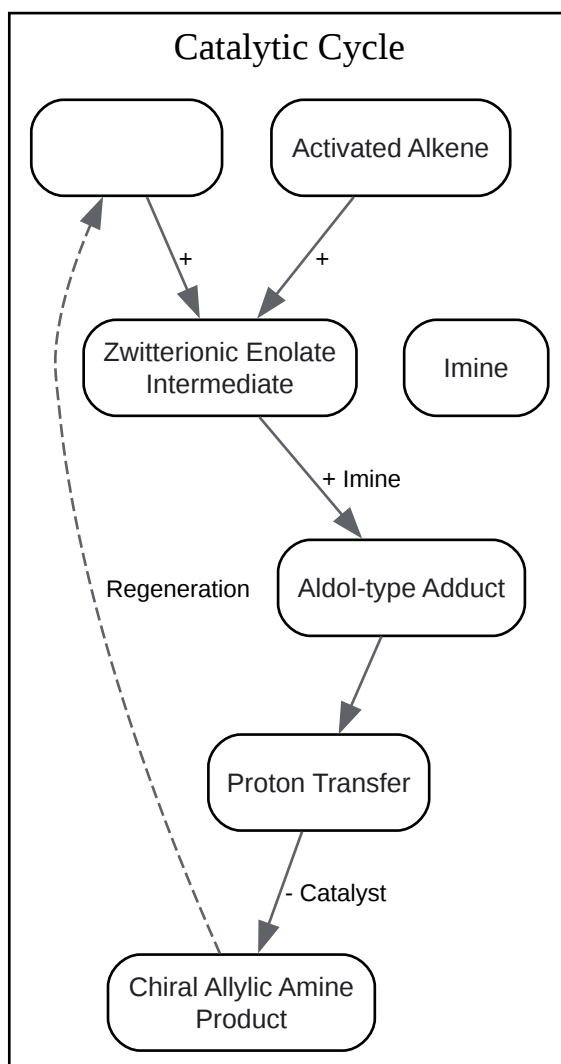 Catalytic Cycle
Activated Alkene
+
+
Zwitterionic Enolate
Intermediate
Imine
+ Imine
Regeneration
Aldol-type Adduct
Proton Transfer
- Catalyst
Chiral Allylic Amine
Product